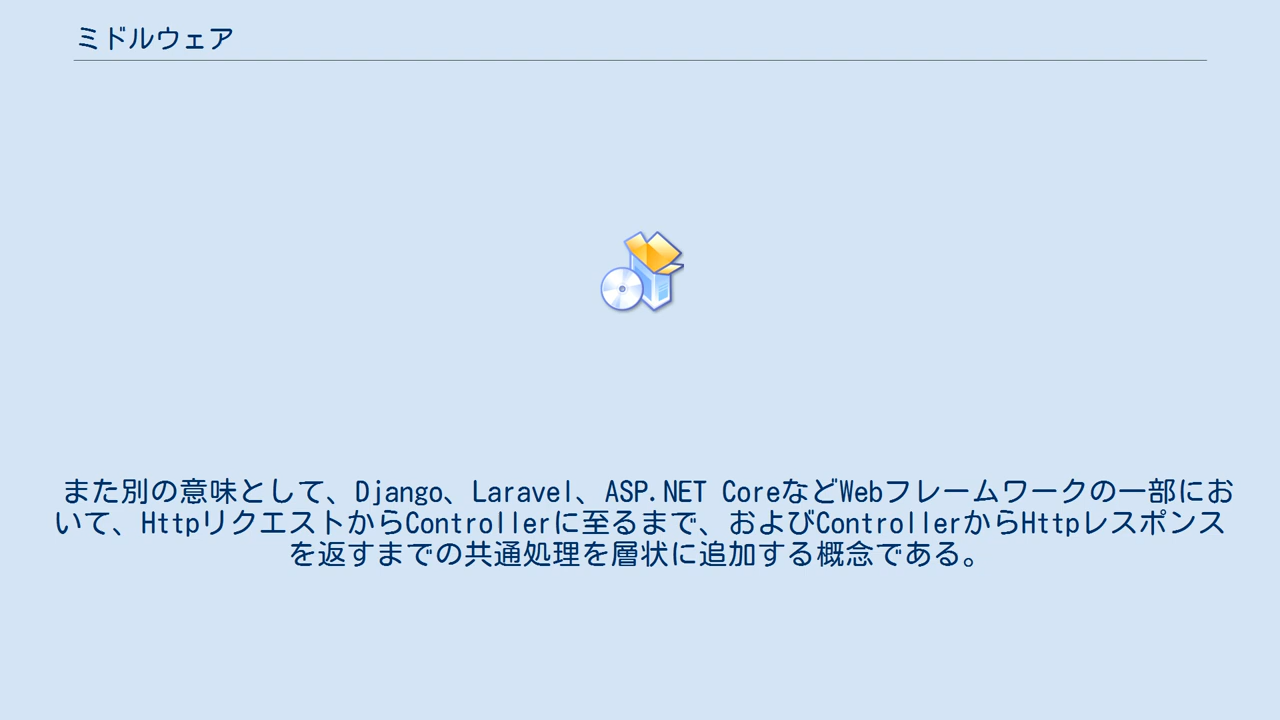 ミドルウェア
また別の意味として、Django、Laravel、ASP.NET CoreなどWebフレームワークの一部にお
いて、HttpリクエストからControllerに至るまで、およびControllerからHttpレスポンス
を返すまでの共通処理を層状に追加する概念である。